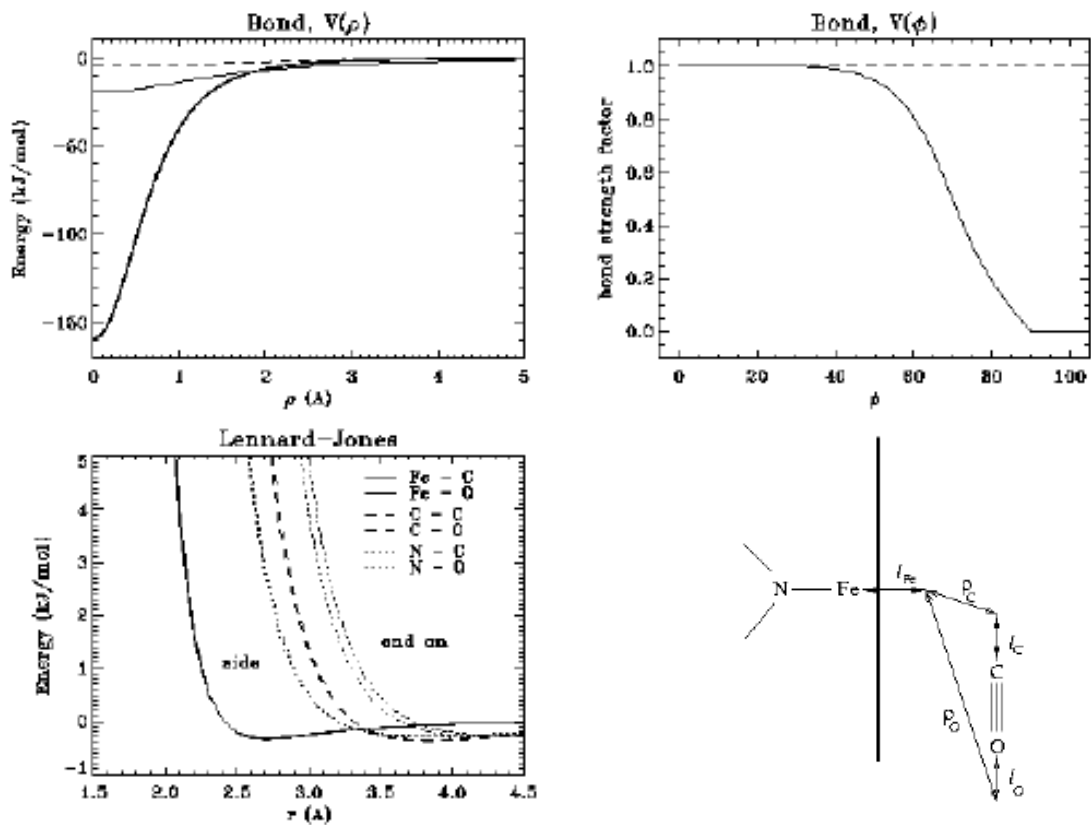 Bond, V(ρ)
0
−50
−100
−150
Energy (kJ/mol)
0 1 2 3 4 5
ρ (A)
Bond, V(ϕ)
1.0
0.8
0.6
0.4
0.2
0.0
bond strength factor
0 20 40 60 80 100
ϕ
Lennard−Jones
5
4
3
2
1
0
−1
Energy (kJ/mol)
Fe − C
Fe − O
C − C
C − O
N − C
N − O
side
end on
1.5 2.0 2.5 3.0 3.5 4.0 4.5
r (A)
N Fe
l_Fe
ρ_C
l_C
C
ρ_O
O
l_O